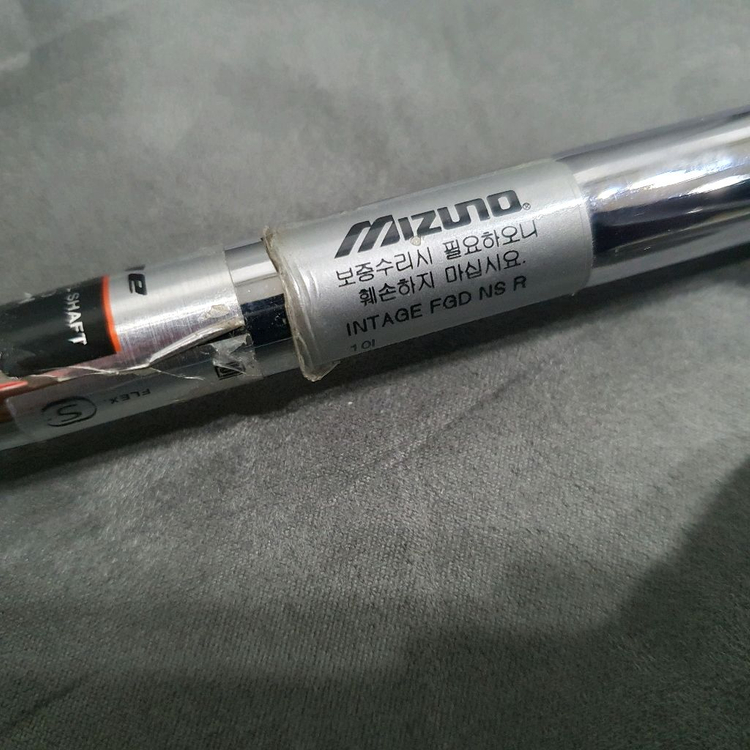 MIZUNO®
보증수리시 필요하오니
훼손하지 마십시요.
INTAGE FGD NS R
SHAFT
FLEX
S